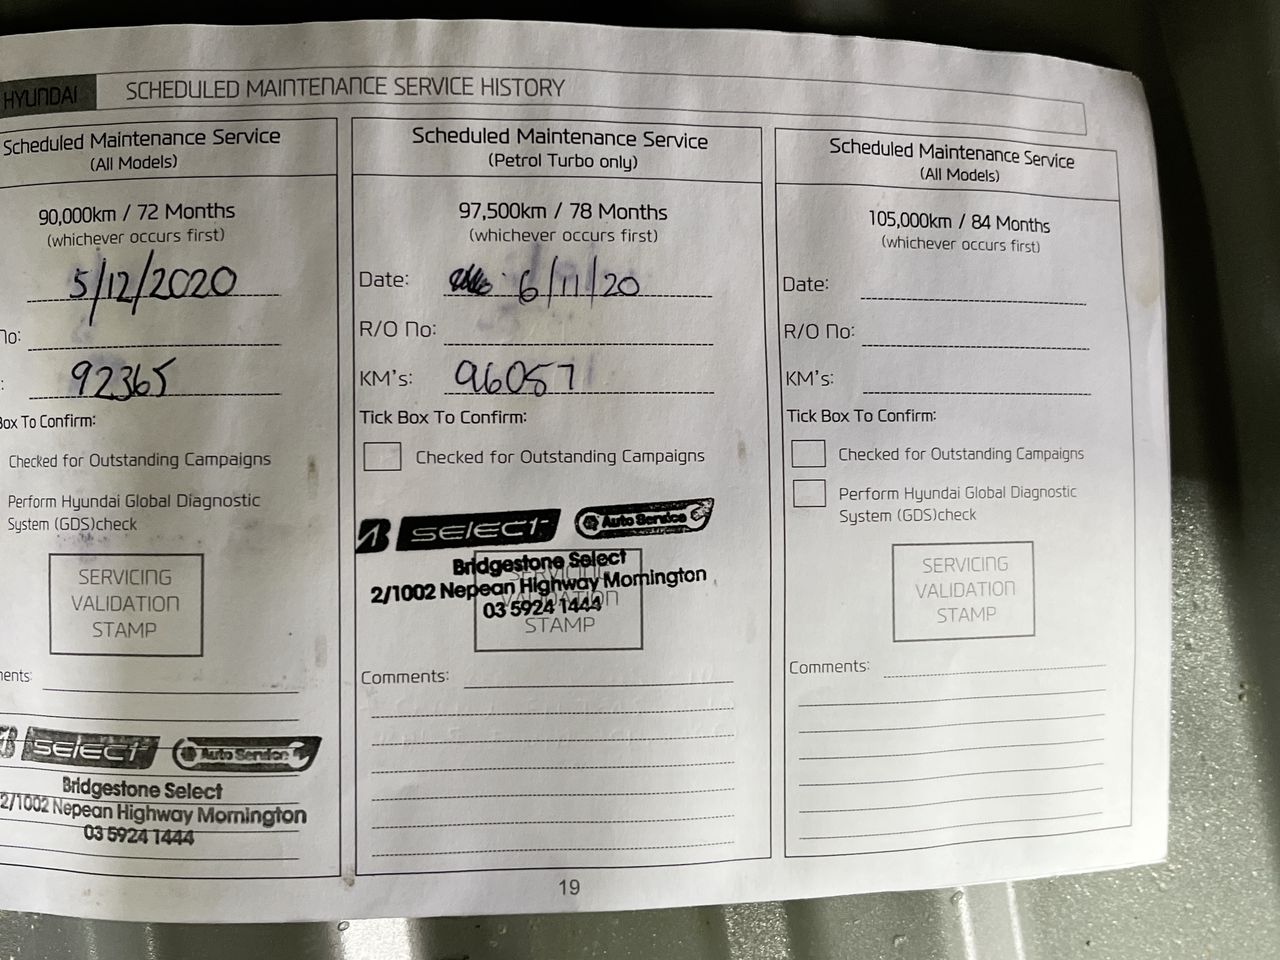 HYUNDAI
SCHEDULED MAINTENANCE SERVICE HISTORY
Scheduled Maintenance Service
(All Models)
90,000km / 72 Months
(whichever occurs first)
5/12/2020
No:
92365
Box To Confirm:
Checked for Outstanding Campaigns
Perform Hyundai Global Diagnostic
System (GDS)check
SERVICING
VALIDATION
STAMP
ments:
SELECT Auto Service
Bridgestone Select
2/1002 Nepean Highway Mornington
03 5924 1444
Scheduled Maintenance Service
(Petrol Turbo only)
97,500km / 78 Months
(whichever occurs first)
Date: 6/11/20
R/O No:
KM's: 96057
Tick Box To Confirm:
Checked for Outstanding Campaigns
B SELECT Auto Service
Bridgestone Select
2/1002 Nepean Highway Mornington
03 5924 1444
SERVICING
VALIDATION
STAMP
Comments:
Scheduled Maintenance Service
(All Models)
105,000km / 84 Months
(whichever occurs first)
Date:
R/O No:
KM's:
Tick Box To Confirm:
Checked for Outstanding Campaigns
Perform Hyundai Global Diagnostic
System (GDS)check
SERVICING
VALIDATION
STAMP
Comments:
19